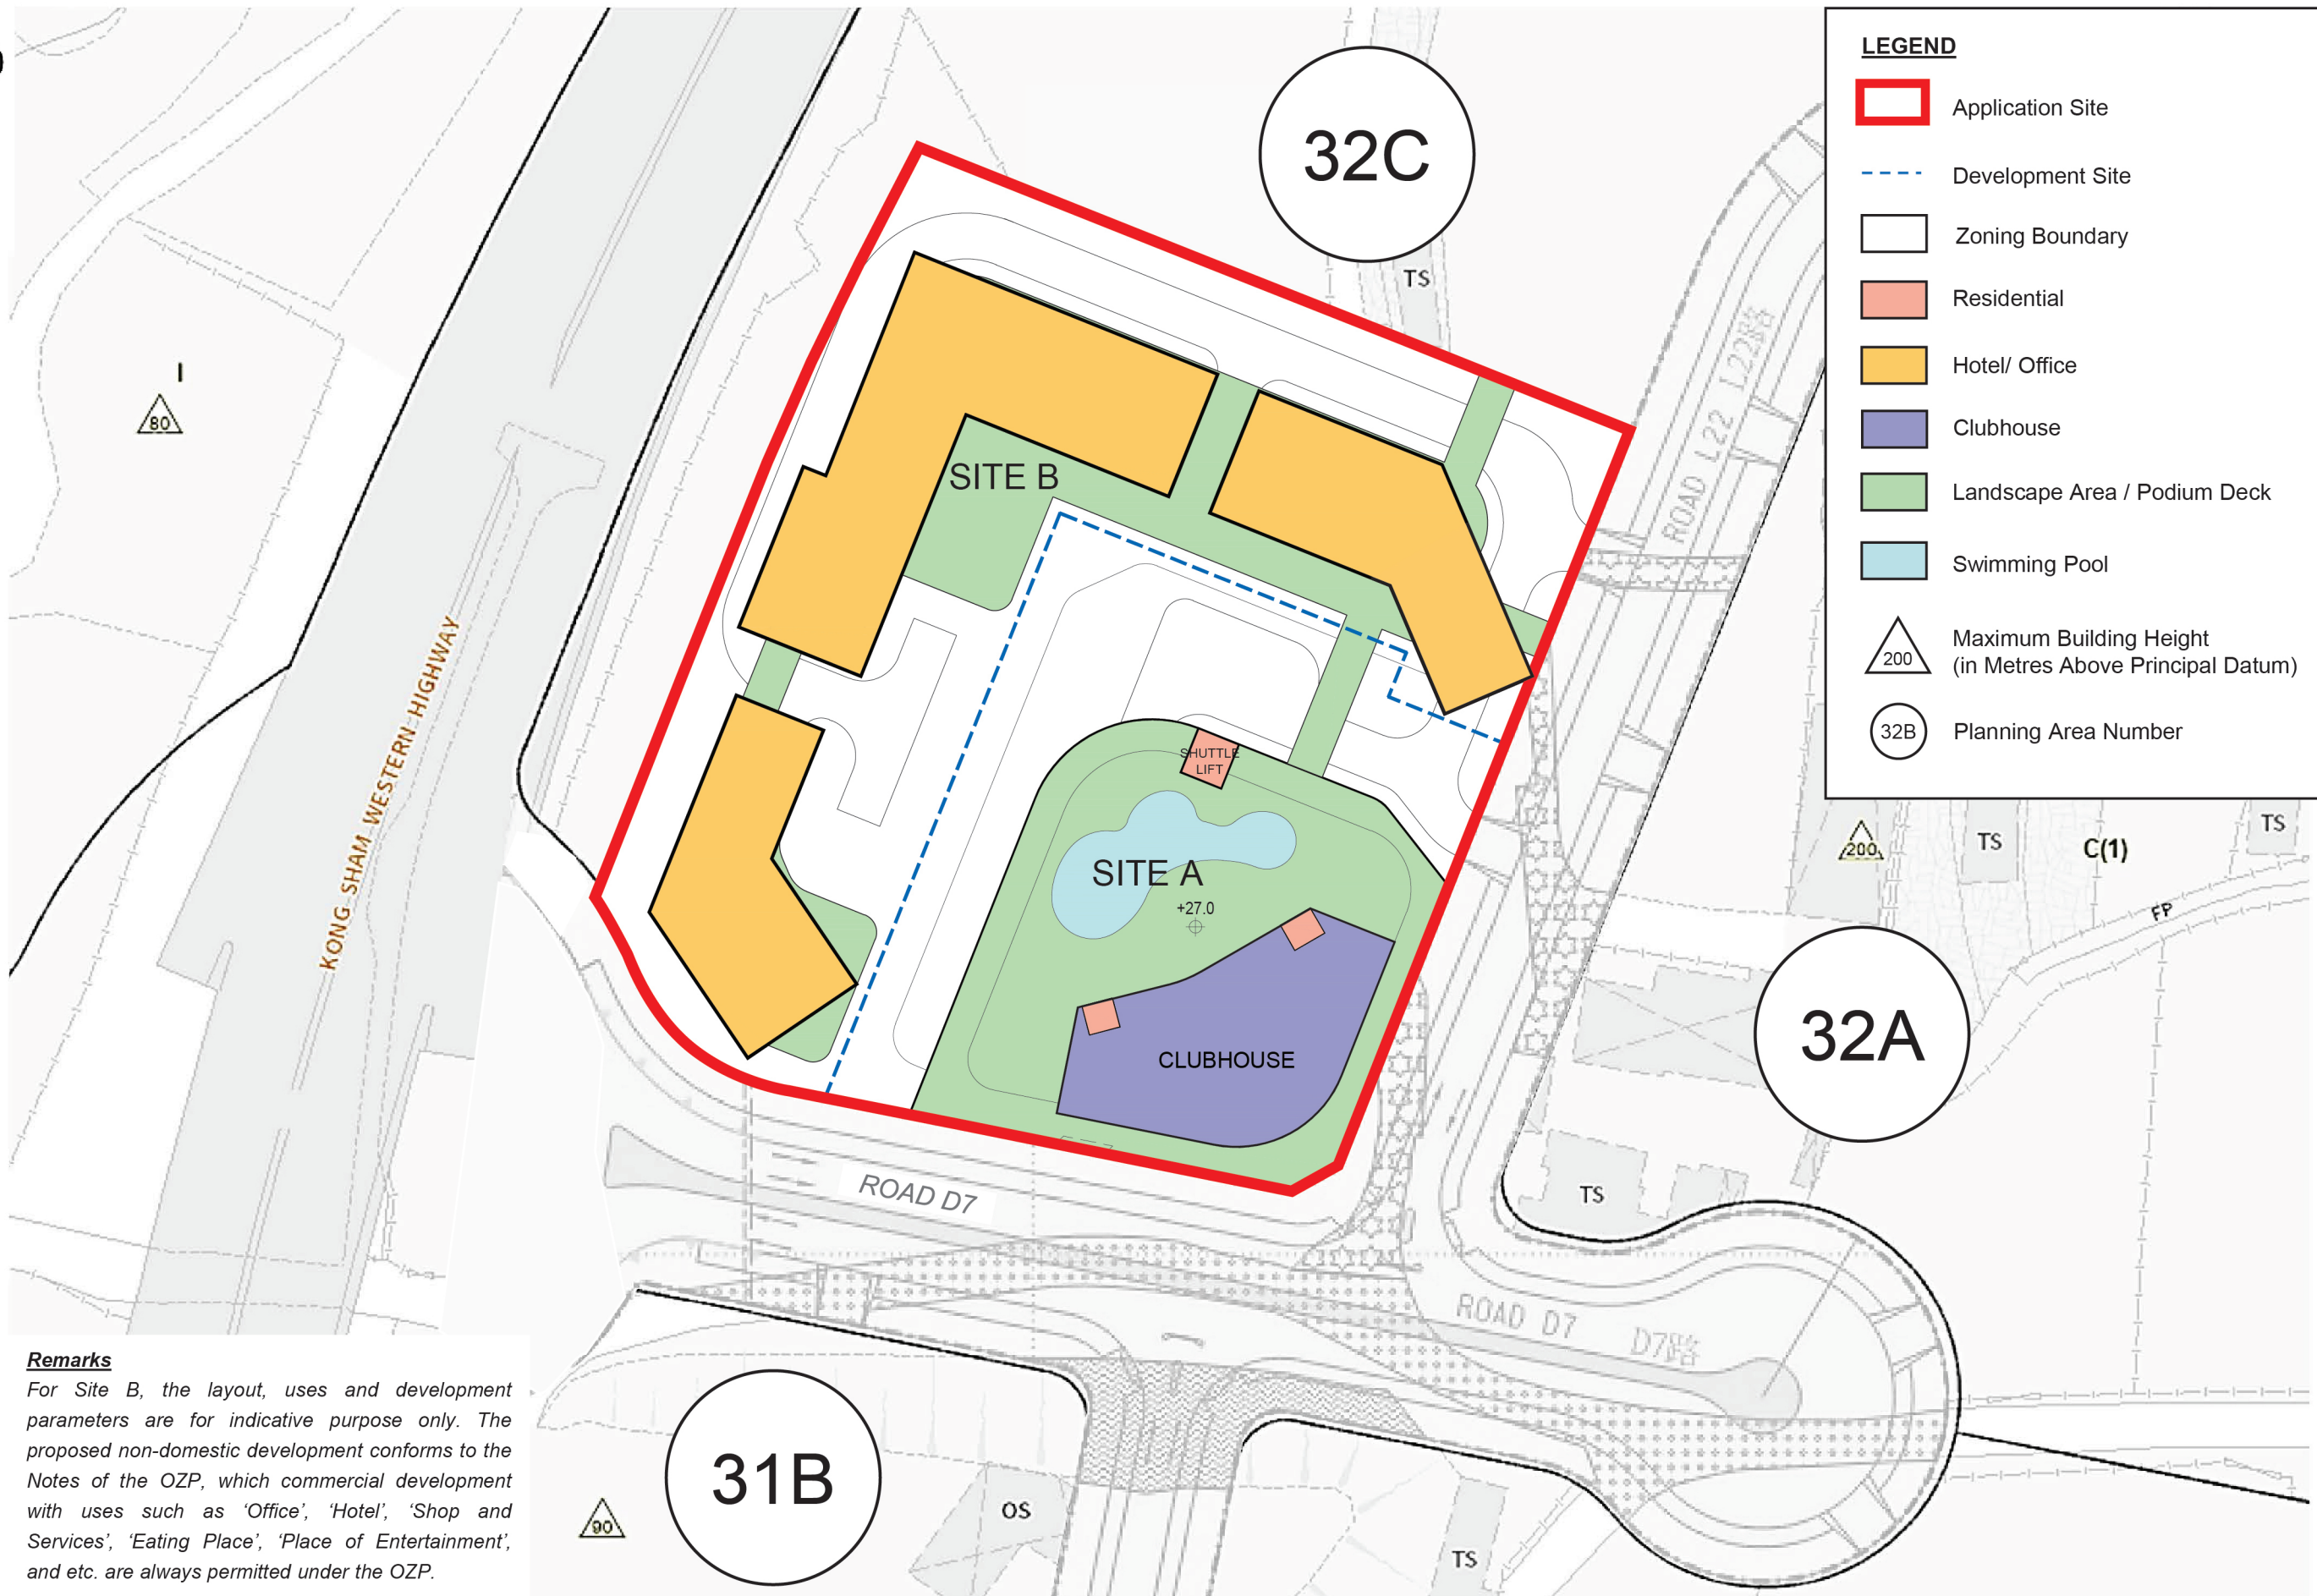 32C
TS
LEGEND
Application Site
Development Site
Zoning Boundary
Residential
Hotel/ Office
Clubhouse
Landscape Area / Podium Deck
Swimming Pool
200
Maximum Building Height
(in Metres Above Principal Datum)
32B
Planning Area Number
I
80
SITE B
ROAD L22 L22路
KONG SHAM WESTERN HIGHWAY
SHUTTLE
LIFT
SITE A
+27.0
CLUBHOUSE
200
TS
C(1)
TS
FP
32A
TS
ROAD D7
ROAD D7 D7路
31B
90
OS
TS
Remarks
For Site B, the layout, uses and development
parameters are for indicative purpose only. The
proposed non-domestic development conforms to the
Notes of the OZP, which commercial development
with uses such as ‘Office’, ‘Hotel’, ‘Shop and
Services’, ‘Eating Place’, ‘Place of Entertainment’,
and etc. are always permitted under the OZP.